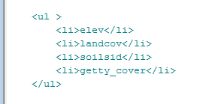 <ul >
    <li>elev</li>
    <li>landcov</li>
    <li>soilsid</li>
    <li>getty_cover</li>
</ul>